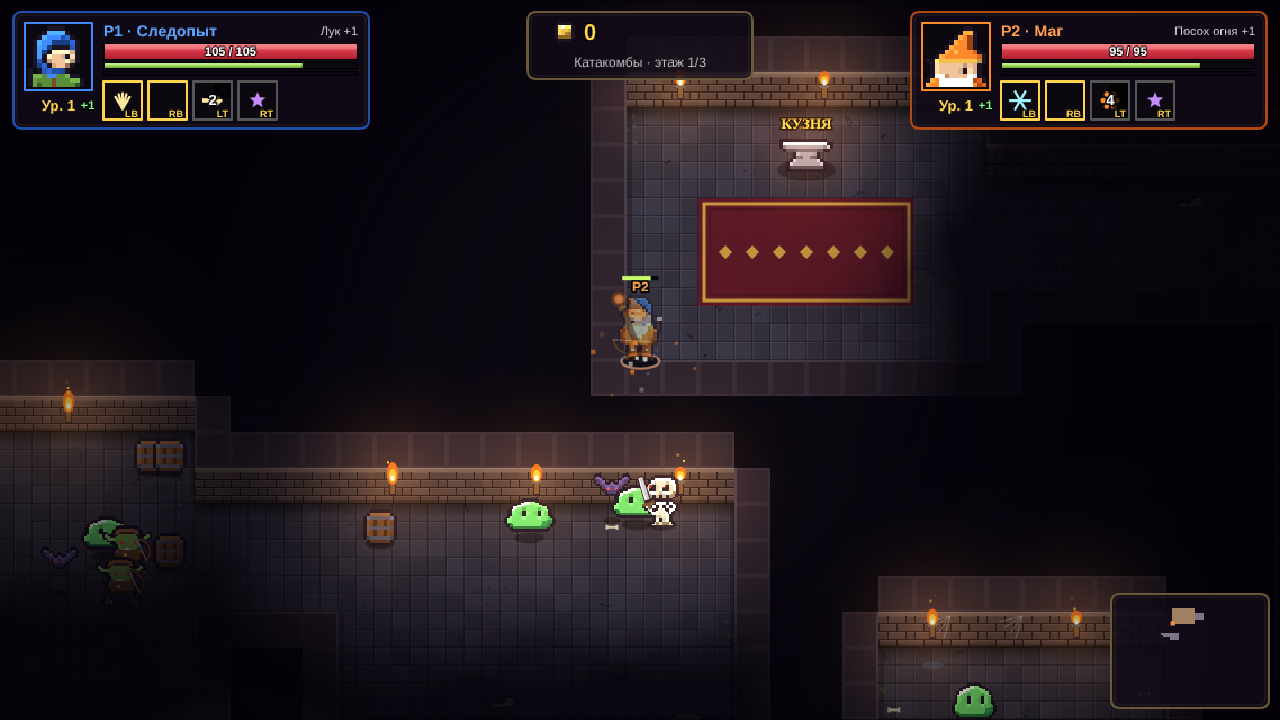 P1 · Следопыт
Лук +1
105 / 105
Ур. 1 +1
LB
RB
2
LT
RT
0
Катакомбы · этаж 1/3
P2 · Маг
Посох огня +1
95 / 95
Ур. 1 +1
LB
RB
4
LT
RT
КУЗНЯ
P2